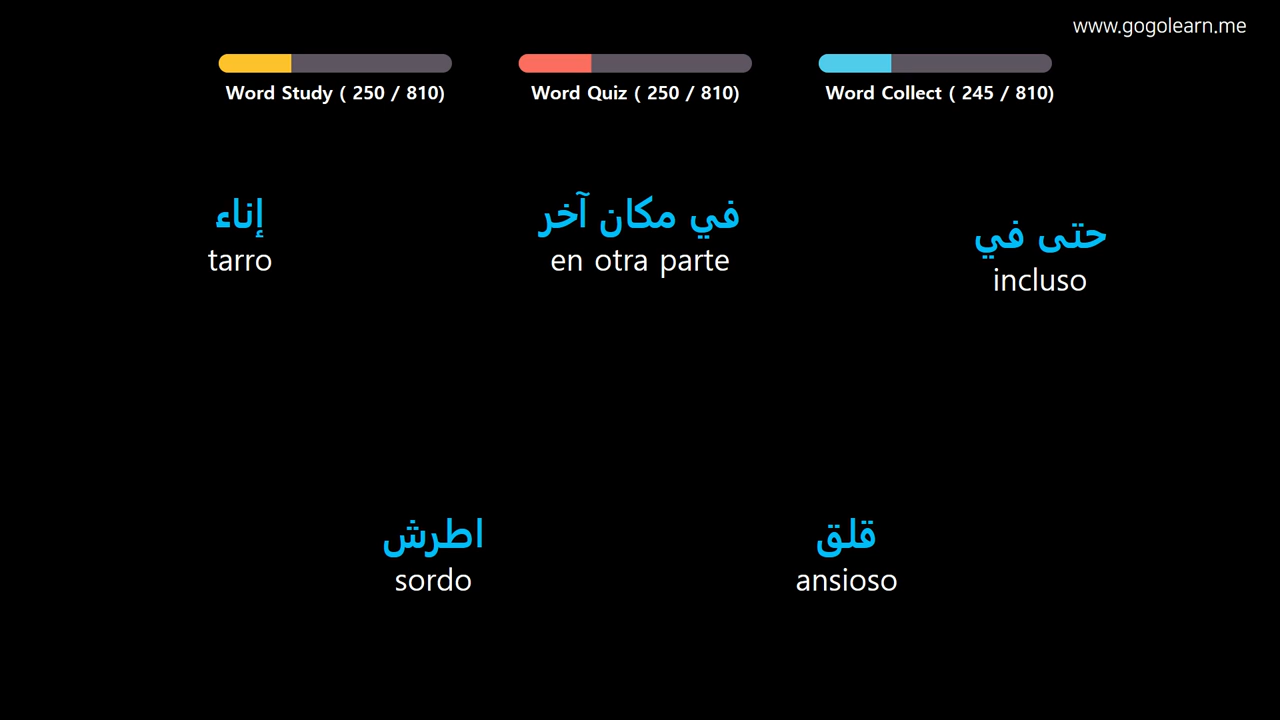 www.gogolearn.me
Word Study ( 250 / 810)
Word Quiz ( 250 / 810)
Word Collect ( 245 / 810)
إناء
tarro
في مكان آخر
en otra parte
حتى في
incluso
اطرش
sordo
قلق
ansioso